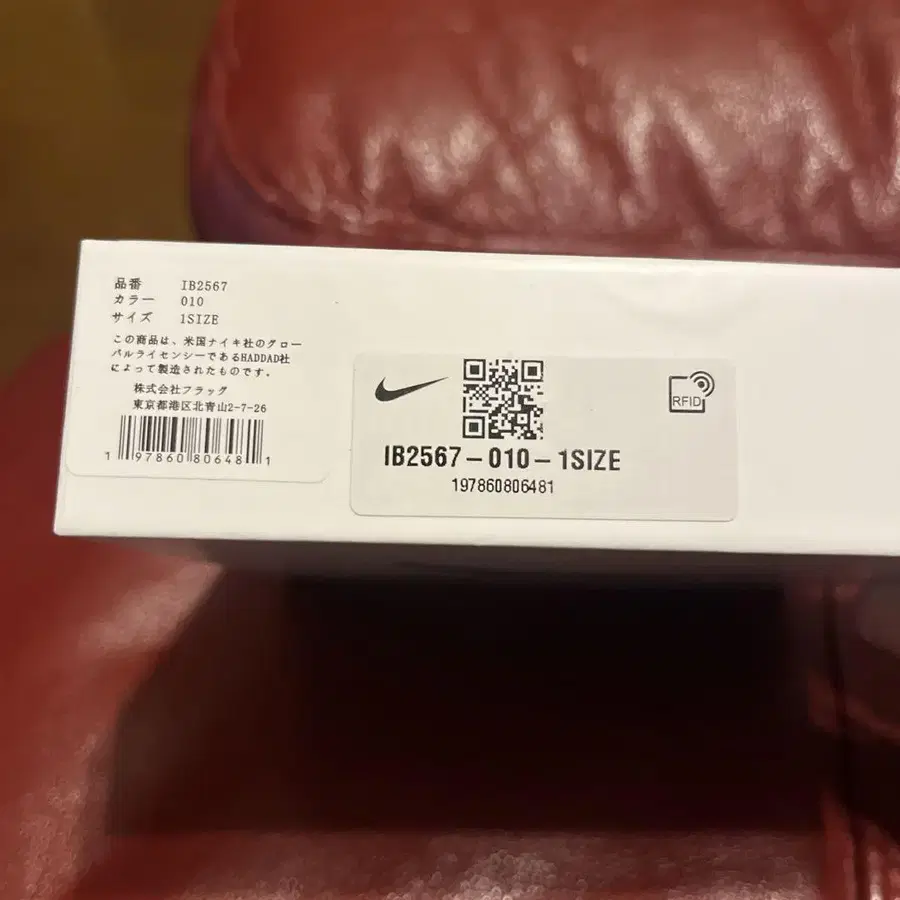 品番 IB2567
カラー 010
サイズ 1SIZE
この商品は、米国ナイキ社のグロー
バルライセンシーであるHADDAD社
によって製造されたものです。
株式会社フラッグ
東京都港区北青山2-7-26
1 97860 80648 1
IB2567-010-1SIZE
197860806481
RFID